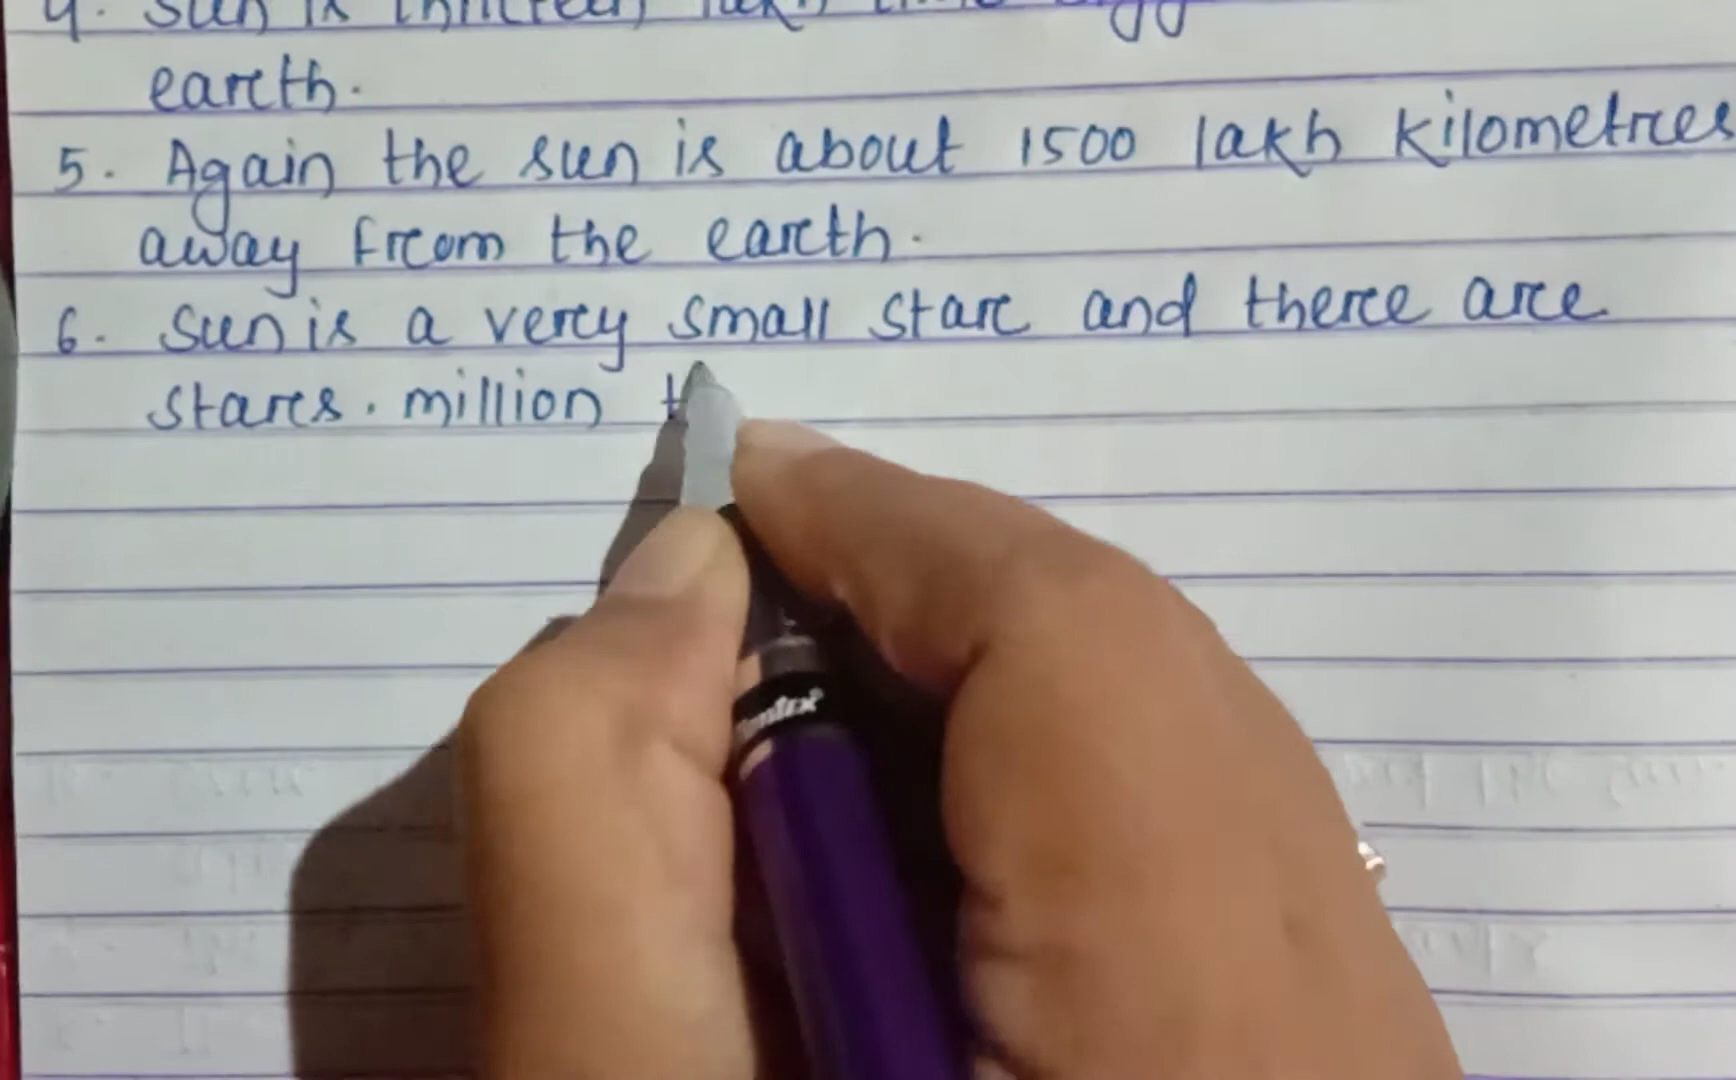 earth.
5. Again the sun is about 1500 lakh kilometres
away from the earth.
6. Sun is a very small star and there are
stars. million t